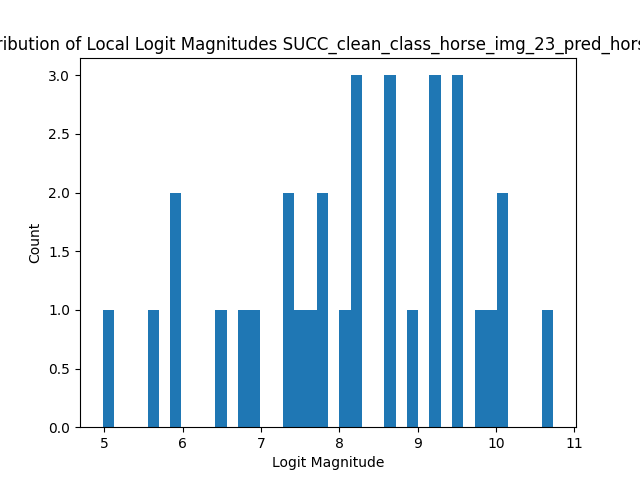 ribution of Local Logit Magnitudes SUCC_clean_class_horse_img_23_pred_hors
3.0
2.5
2.0
1.5
1.0
0.5
0.0
Count
5 6 7 8 9 10 11
Logit Magnitude